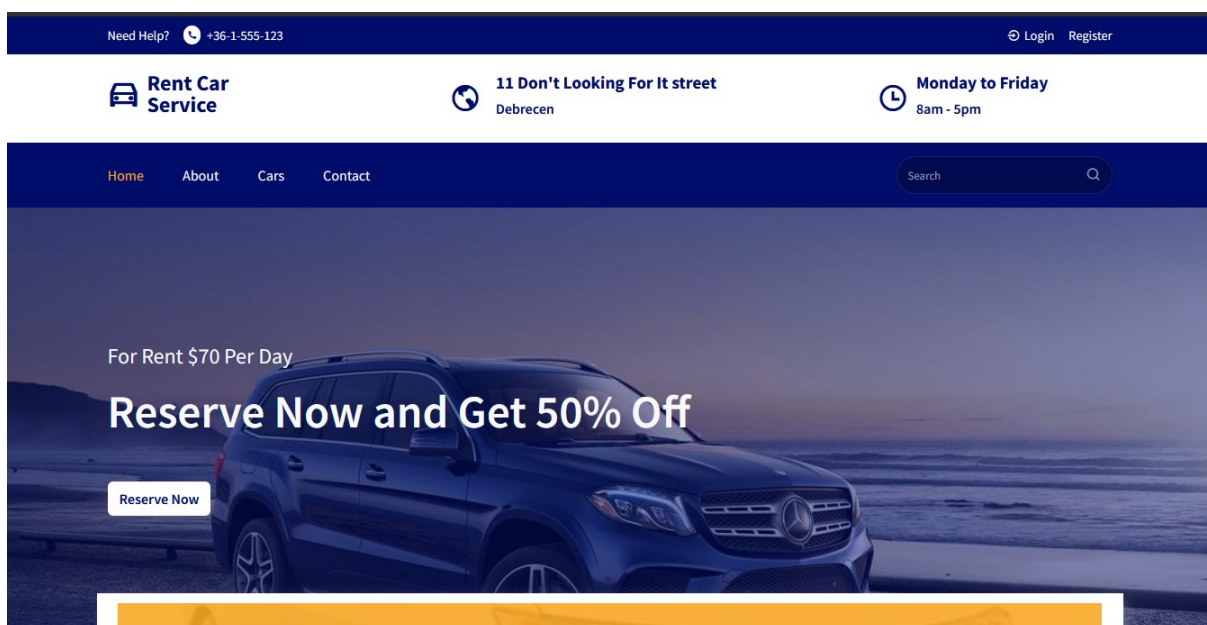 Need Help? +36-1-555-123 Login Register
Rent Car
Service
11 Don't Looking For It street
Debrecen
Monday to Friday
8am - 5pm
Home About Cars Contact Search
For Rent $70 Per Day
Reserve Now and Get 50% Off
Reserve Now